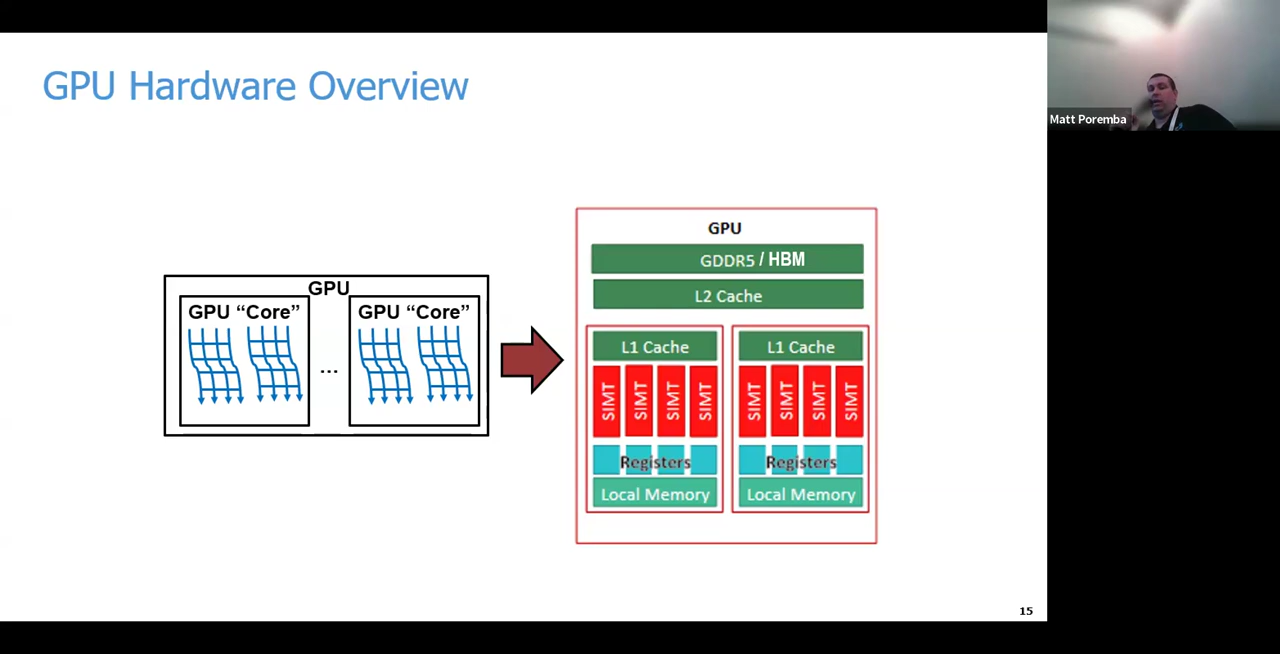 GPU Hardware Overview
Matt Poremba
GPU
GPU “Core”
GPU “Core”
...
GPU
GDDR5 / HBM
L2 Cache
L1 Cache
L1 Cache
SIMT
SIMT
SIMT
SIMT
SIMT
SIMT
SIMT
SIMT
Registers
Registers
Local Memory
Local Memory
15